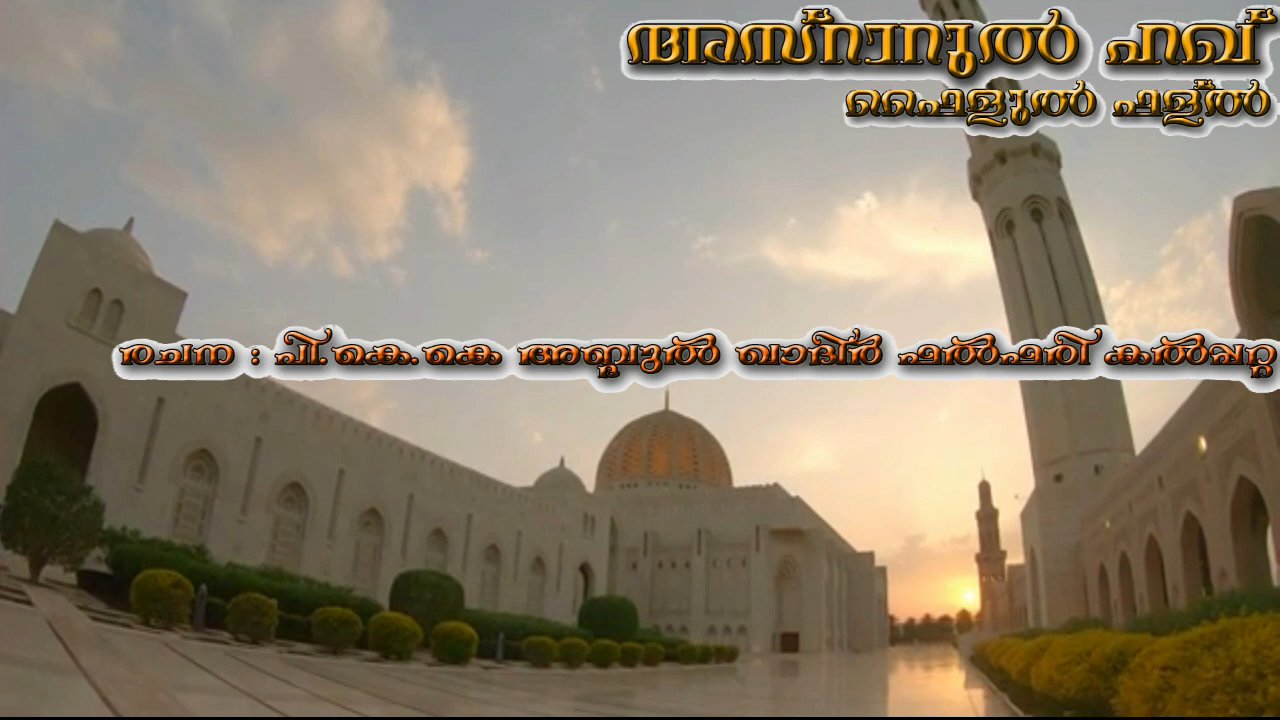 അസ്റാറുൽ ഹഖ്
ഫൈളുൽ ഫള്ൽ
രചന : പി.കെ.കെ അബ്ദുൽ ഖാദിർ ഫൽഫരി കൽപ്പറ്റ